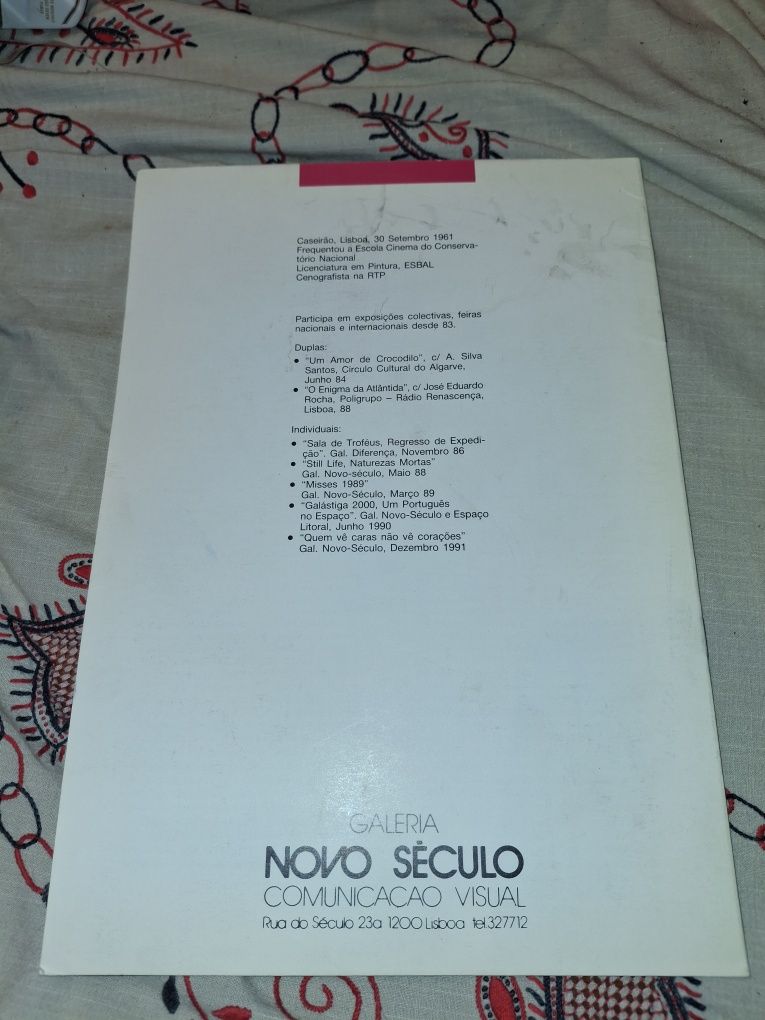 Caseirão, Lisboa, 30 Setembro 1961
Frequentou a Escola Cinema do Conserva-
tório Nacional
Licenciatura em Pintura, ESBAL
Cenografista na RTP
Participa em exposições colectivas, feiras
nacionais e internacionais desde 83.
Duplas:
● “Um Amor de Crocodilo”, c/ A. Silva
Santos, Circulo Cultural do Algarve,
Junho 84
● “O Enigma da Atlântida”, c/ José Eduardo
Rocha, Poligrupo – Rádio Renascença,
Lisboa, 88
Individuais:
● “Sala de Troféus, Regresso de Expedi-
ção”. Gal. Diferença, Novembro 86
● “Still Life, Naturezas Mortas”
Gal. Novo-século, Maio 88
● “Misses 1989”
Gal. Novo-Século, Março 89
● “Galástiga 2000, Um Português
no Espaço”. Gal. Novo-Século e Espaço
Litoral, Junho 1990
● “Quem vê caras não vê corações”
Gal. Novo-Século, Dezembro 1991
GALERIA
NOVO SÉCULO
COMUNICACAO VISUAL
Rua do Século 23a 1200 Lisboa tel.327712